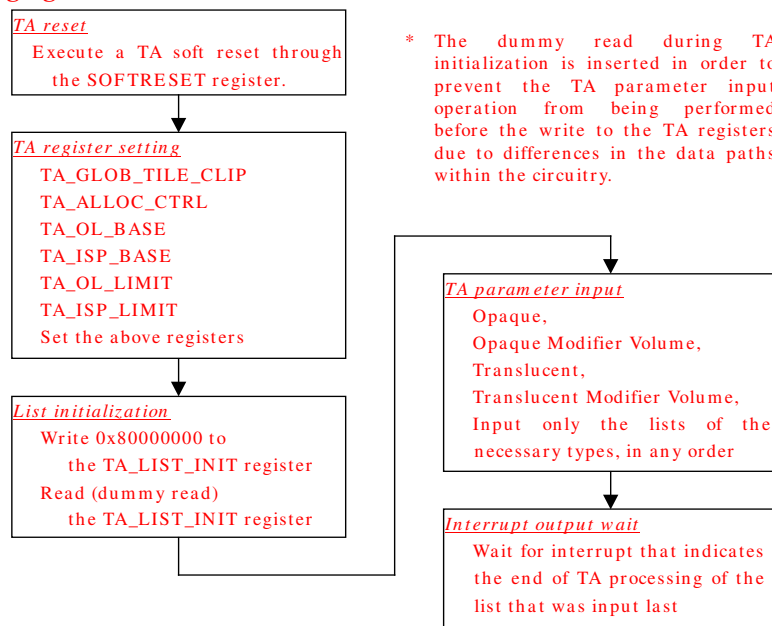 TA reset
Execute a TA soft reset through
the SOFTRESET register.
* The dummy read during TA
initialization is inserted in order to
prevent the TA parameter input
operation from being performed
before the write to the TA registers
due to differences in the data paths
within the circuitry.
TA register setting
TA_GLOB_TILE_CLIP
TA_ALLOC_CTRL
TA_OL_BASE
TA_ISP_BASE
TA_OL_LIMIT
TA_ISP_LIMIT
Set the above registers
List initialization
Write 0x80000000 to
the TA_LIST_INIT register
Read (dummy read)
the TA_LIST_INIT register
TA parameter input
Opaque,
Opaque Modifier Volume,
Translucent,
Translucent Modifier Volume,
Input only the lists of the
necessary types, in any order
Interrupt output wait
Wait for interrupt that indicates
the end of TA processing of the
list that was input last